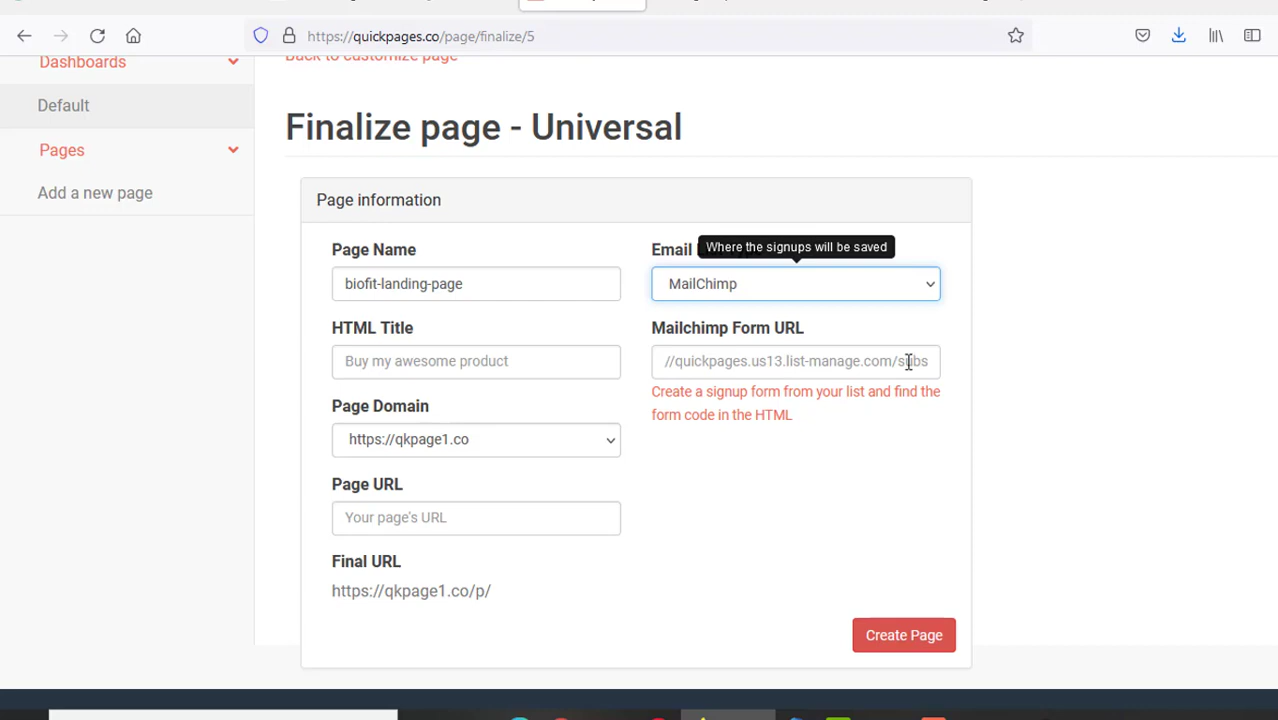 https://quickpages.co/page/finalize/5
Dashboards
Back to customize page
Default
Finalize page - Universal
Pages
Add a new page
Page information
Page Name
Email
Where the signups will be saved
biofit-landing-page
MailChimp
HTML Title
Mailchimp Form URL
Buy my awesome product
//quickpages.us13.list-manage.com/subs
Create a signup form from your list and find the
form code in the HTML
Page Domain
https://qkpage1.co
Page URL
Your page's URL
Final URL
https://qkpage1.co/p/
Create Page